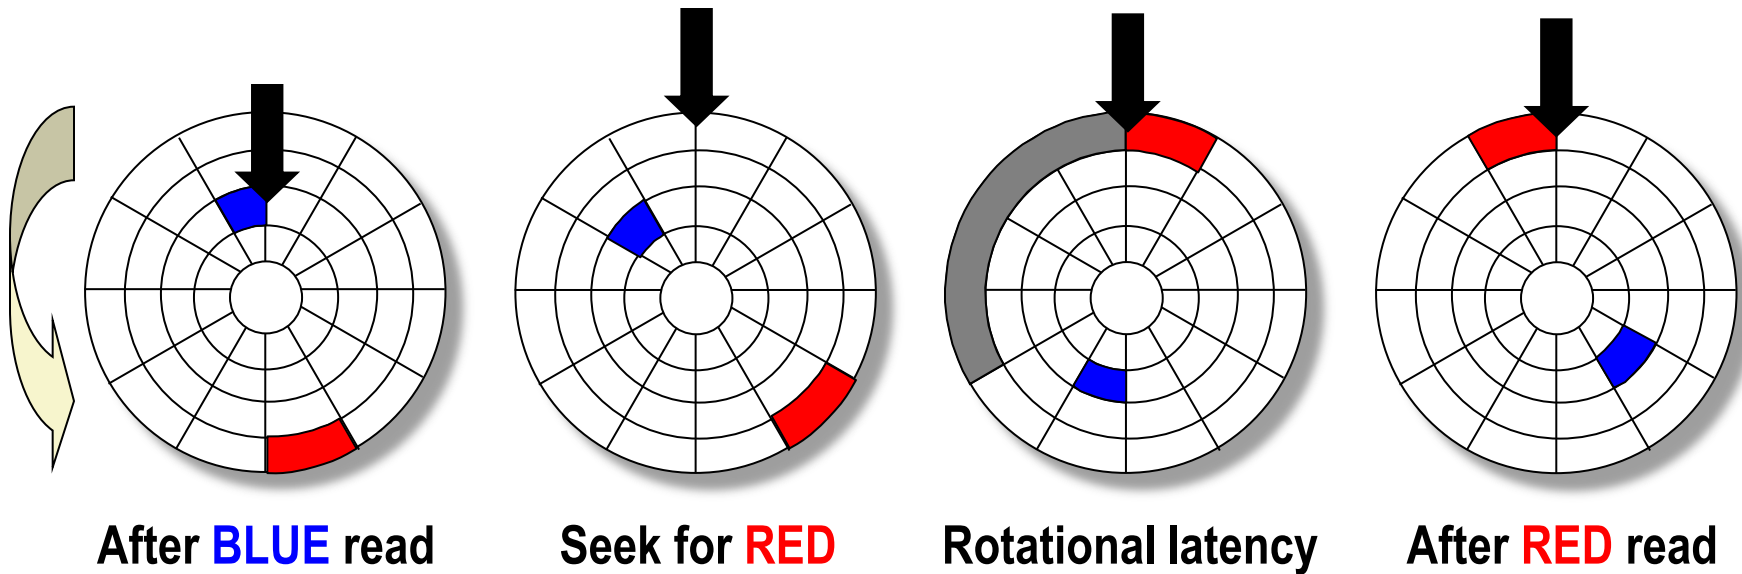 After BLUE read
Seek for RED
Rotational latency
After RED read